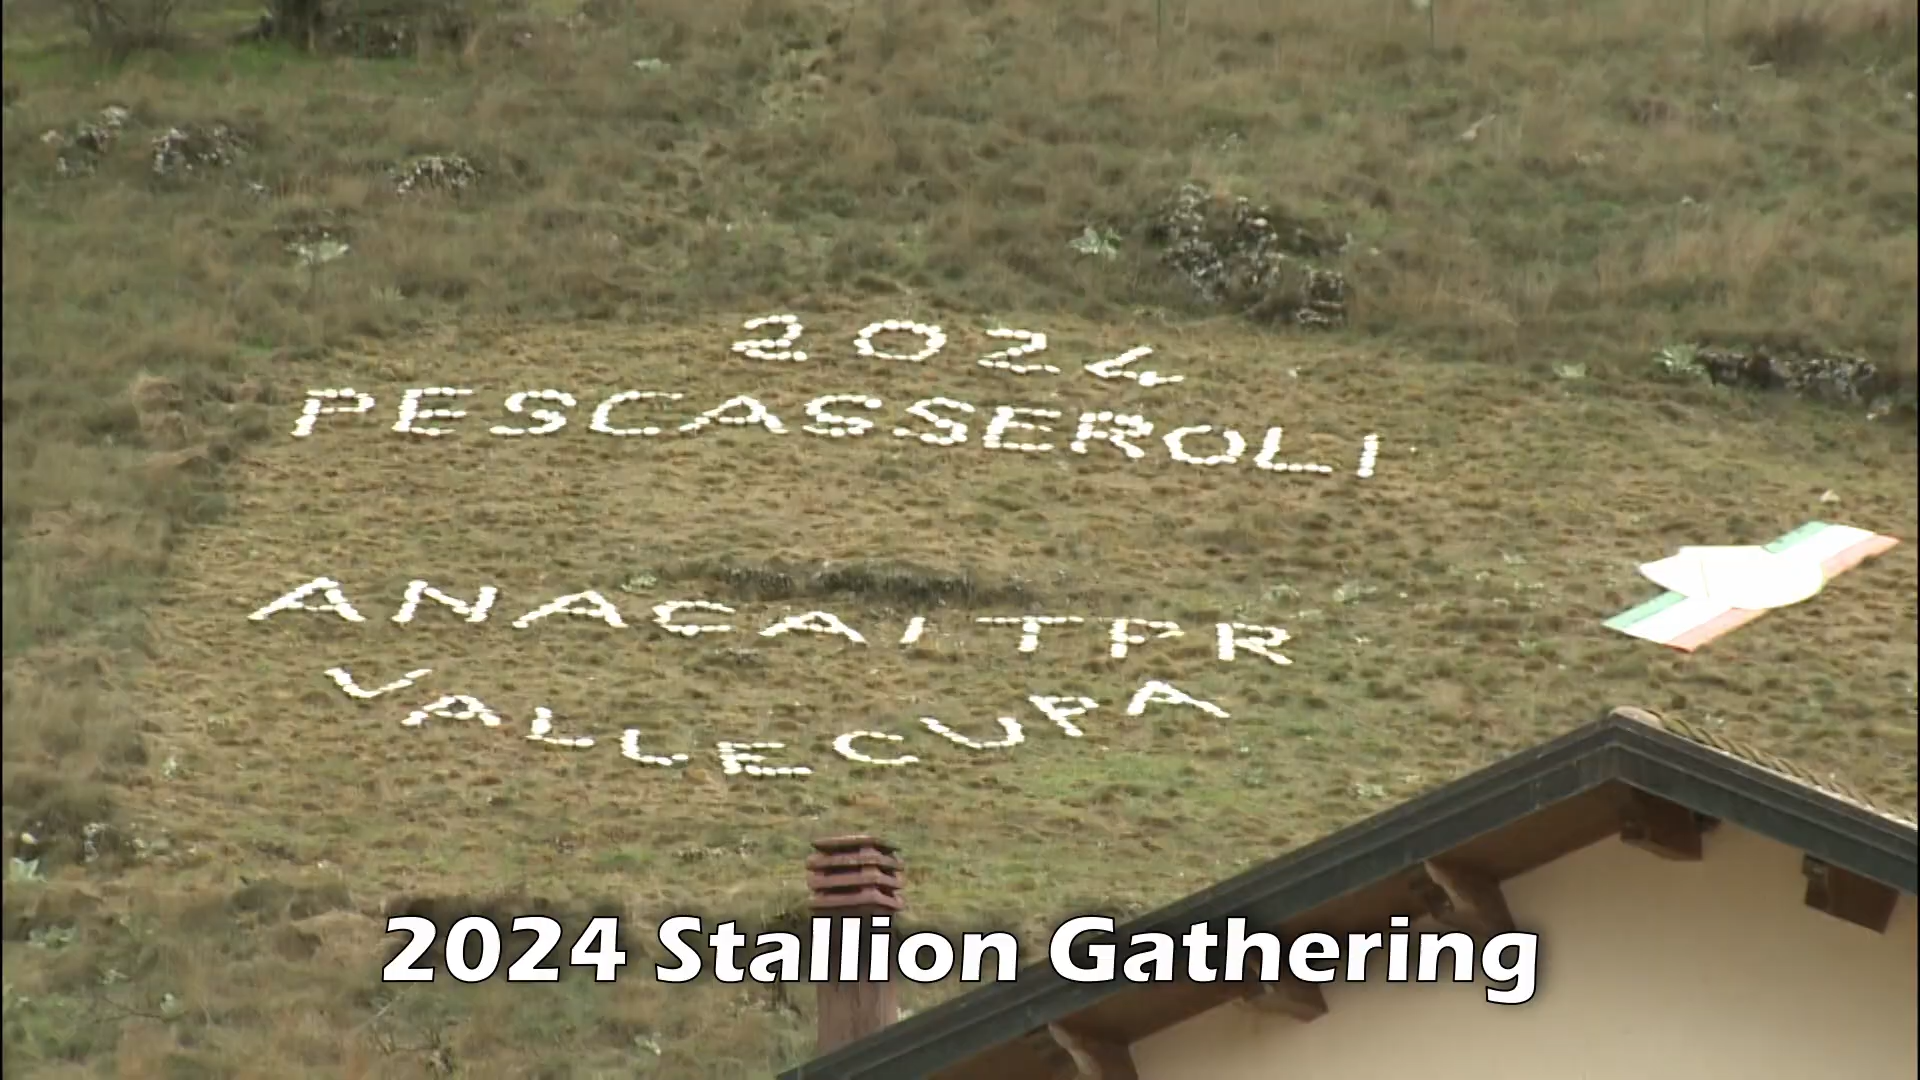 2024
PESCASSEROLI
ANACAITPR
VALLECUPA
2024 Stallion Gathering